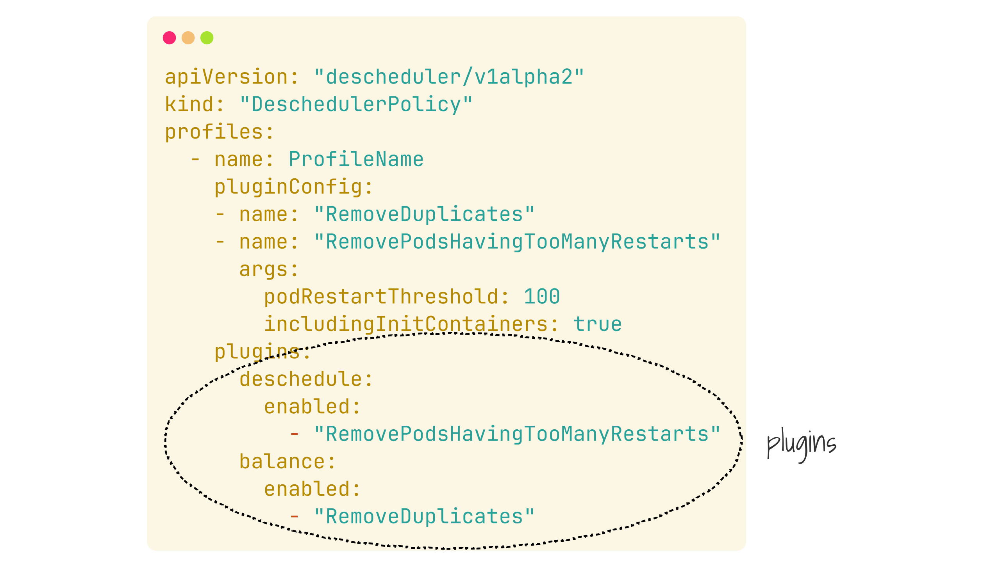 apiVersion: "descheduler/v1alpha2"
kind: "DeschedulerPolicy"
profiles:
  - name: ProfileName
    pluginConfig:
    - name: "RemoveDuplicates"
    - name: "RemovePodsHavingTooManyRestarts"
      args:
        podRestartThreshold: 100
        includingInitContainers: true
    plugins:
      deschedule:
        enabled:
          - "RemovePodsHavingTooManyRestarts"
      balance:
        enabled:
          - "RemoveDuplicates"
plugins